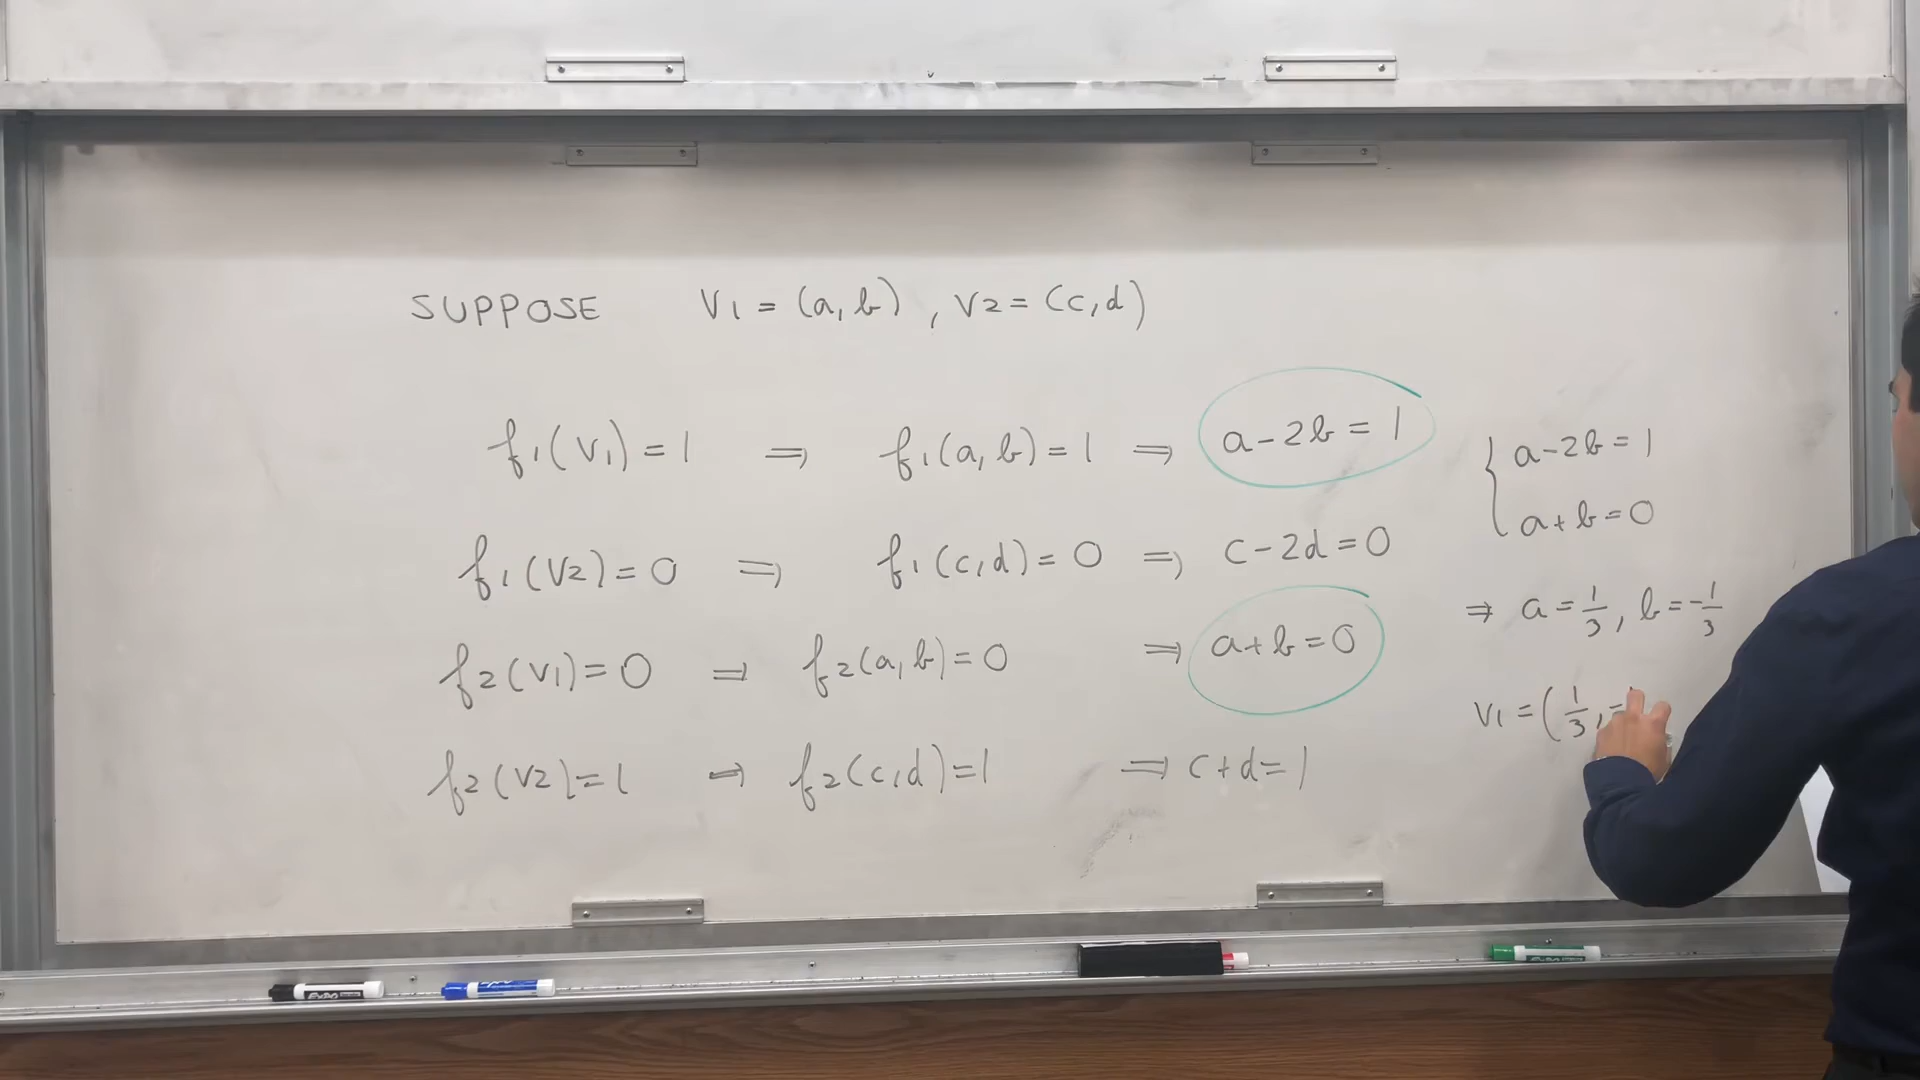 SUPPOSE V1 = (a, b) , V2 = (c, d)
f1(V1) = 1 ⇒ f1(a, b) = 1 ⇒ a - 2b = 1
f1(V2) = 0 ⇒ f1(c, d) = 0 ⇒ c - 2d = 0
f2(V1) = 0 ⇒ f2(a, b) = 0 ⇒ a + b = 0
f2(V2) = 1 ⇒ f2(c, d) = 1 ⇒ c + d = 1
{ a - 2b = 1
a + b = 0
⇒ a = 1/3, b = -1/3
V1 = (1/3, -
EXPO